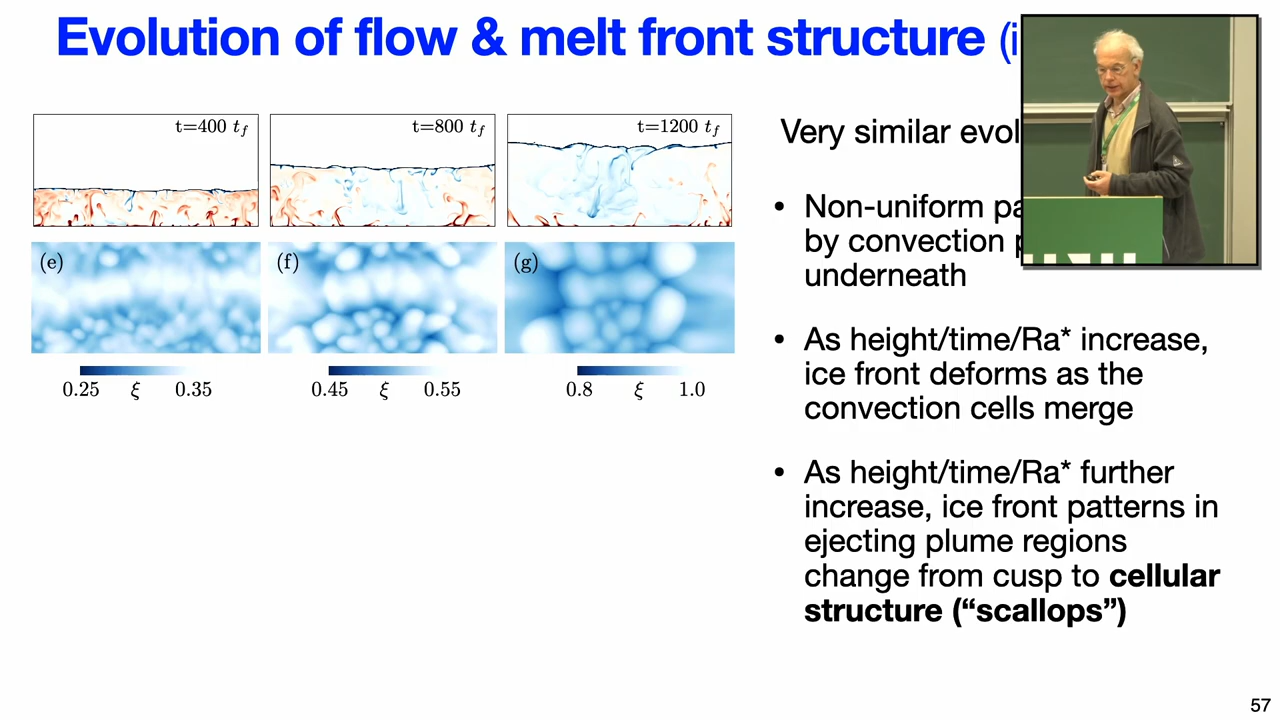 Evolution of flow & melt front structure (i
t=400 t_f
t=800 t_f
t=1200 t_f
(e)
(f)
(g)
0.25 ξ 0.35
0.45 ξ 0.55
0.8 ξ 1.0
Very similar evol
• Non-uniform pa
by convection p
underneath
• As height/time/Ra* increase,
ice front deforms as the
convection cells merge
• As height/time/Ra* further
increase, ice front patterns in
ejecting plume regions
change from cusp to cellular
structure (“scallops”)
57